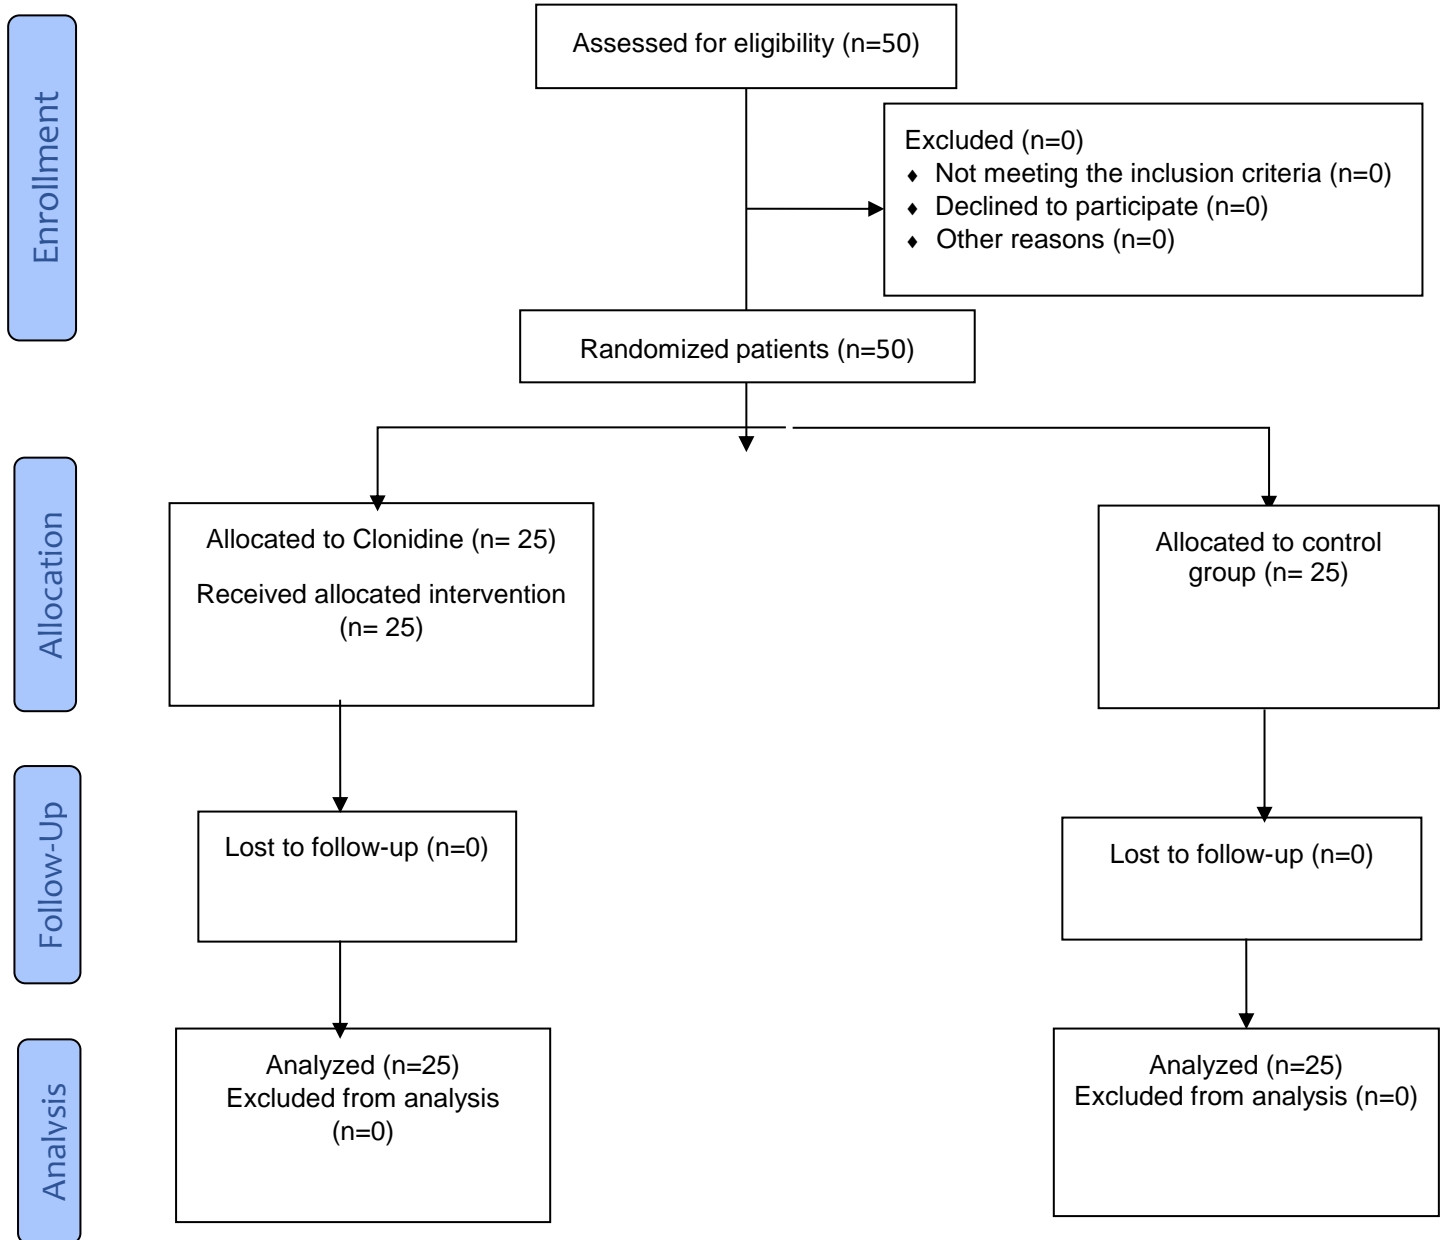 Enrollment
Assessed for eligibility (n=50)
Excluded (n=0)
♦ Not meeting the inclusion criteria (n=0)
♦ Declined to participate (n=0)
♦ Other reasons (n=0)
Randomized patients (n=50)
Allocation
Allocated to Clonidine (n= 25)
Received allocated intervention
(n= 25)
Allocated to control
group (n= 25)
Follow-Up
Lost to follow-up (n=0)
Lost to follow-up (n=0)
Analysis
Analyzed (n=25)
Excluded from analysis
(n=0)
Analyzed (n=25)
Excluded from analysis (n=0)